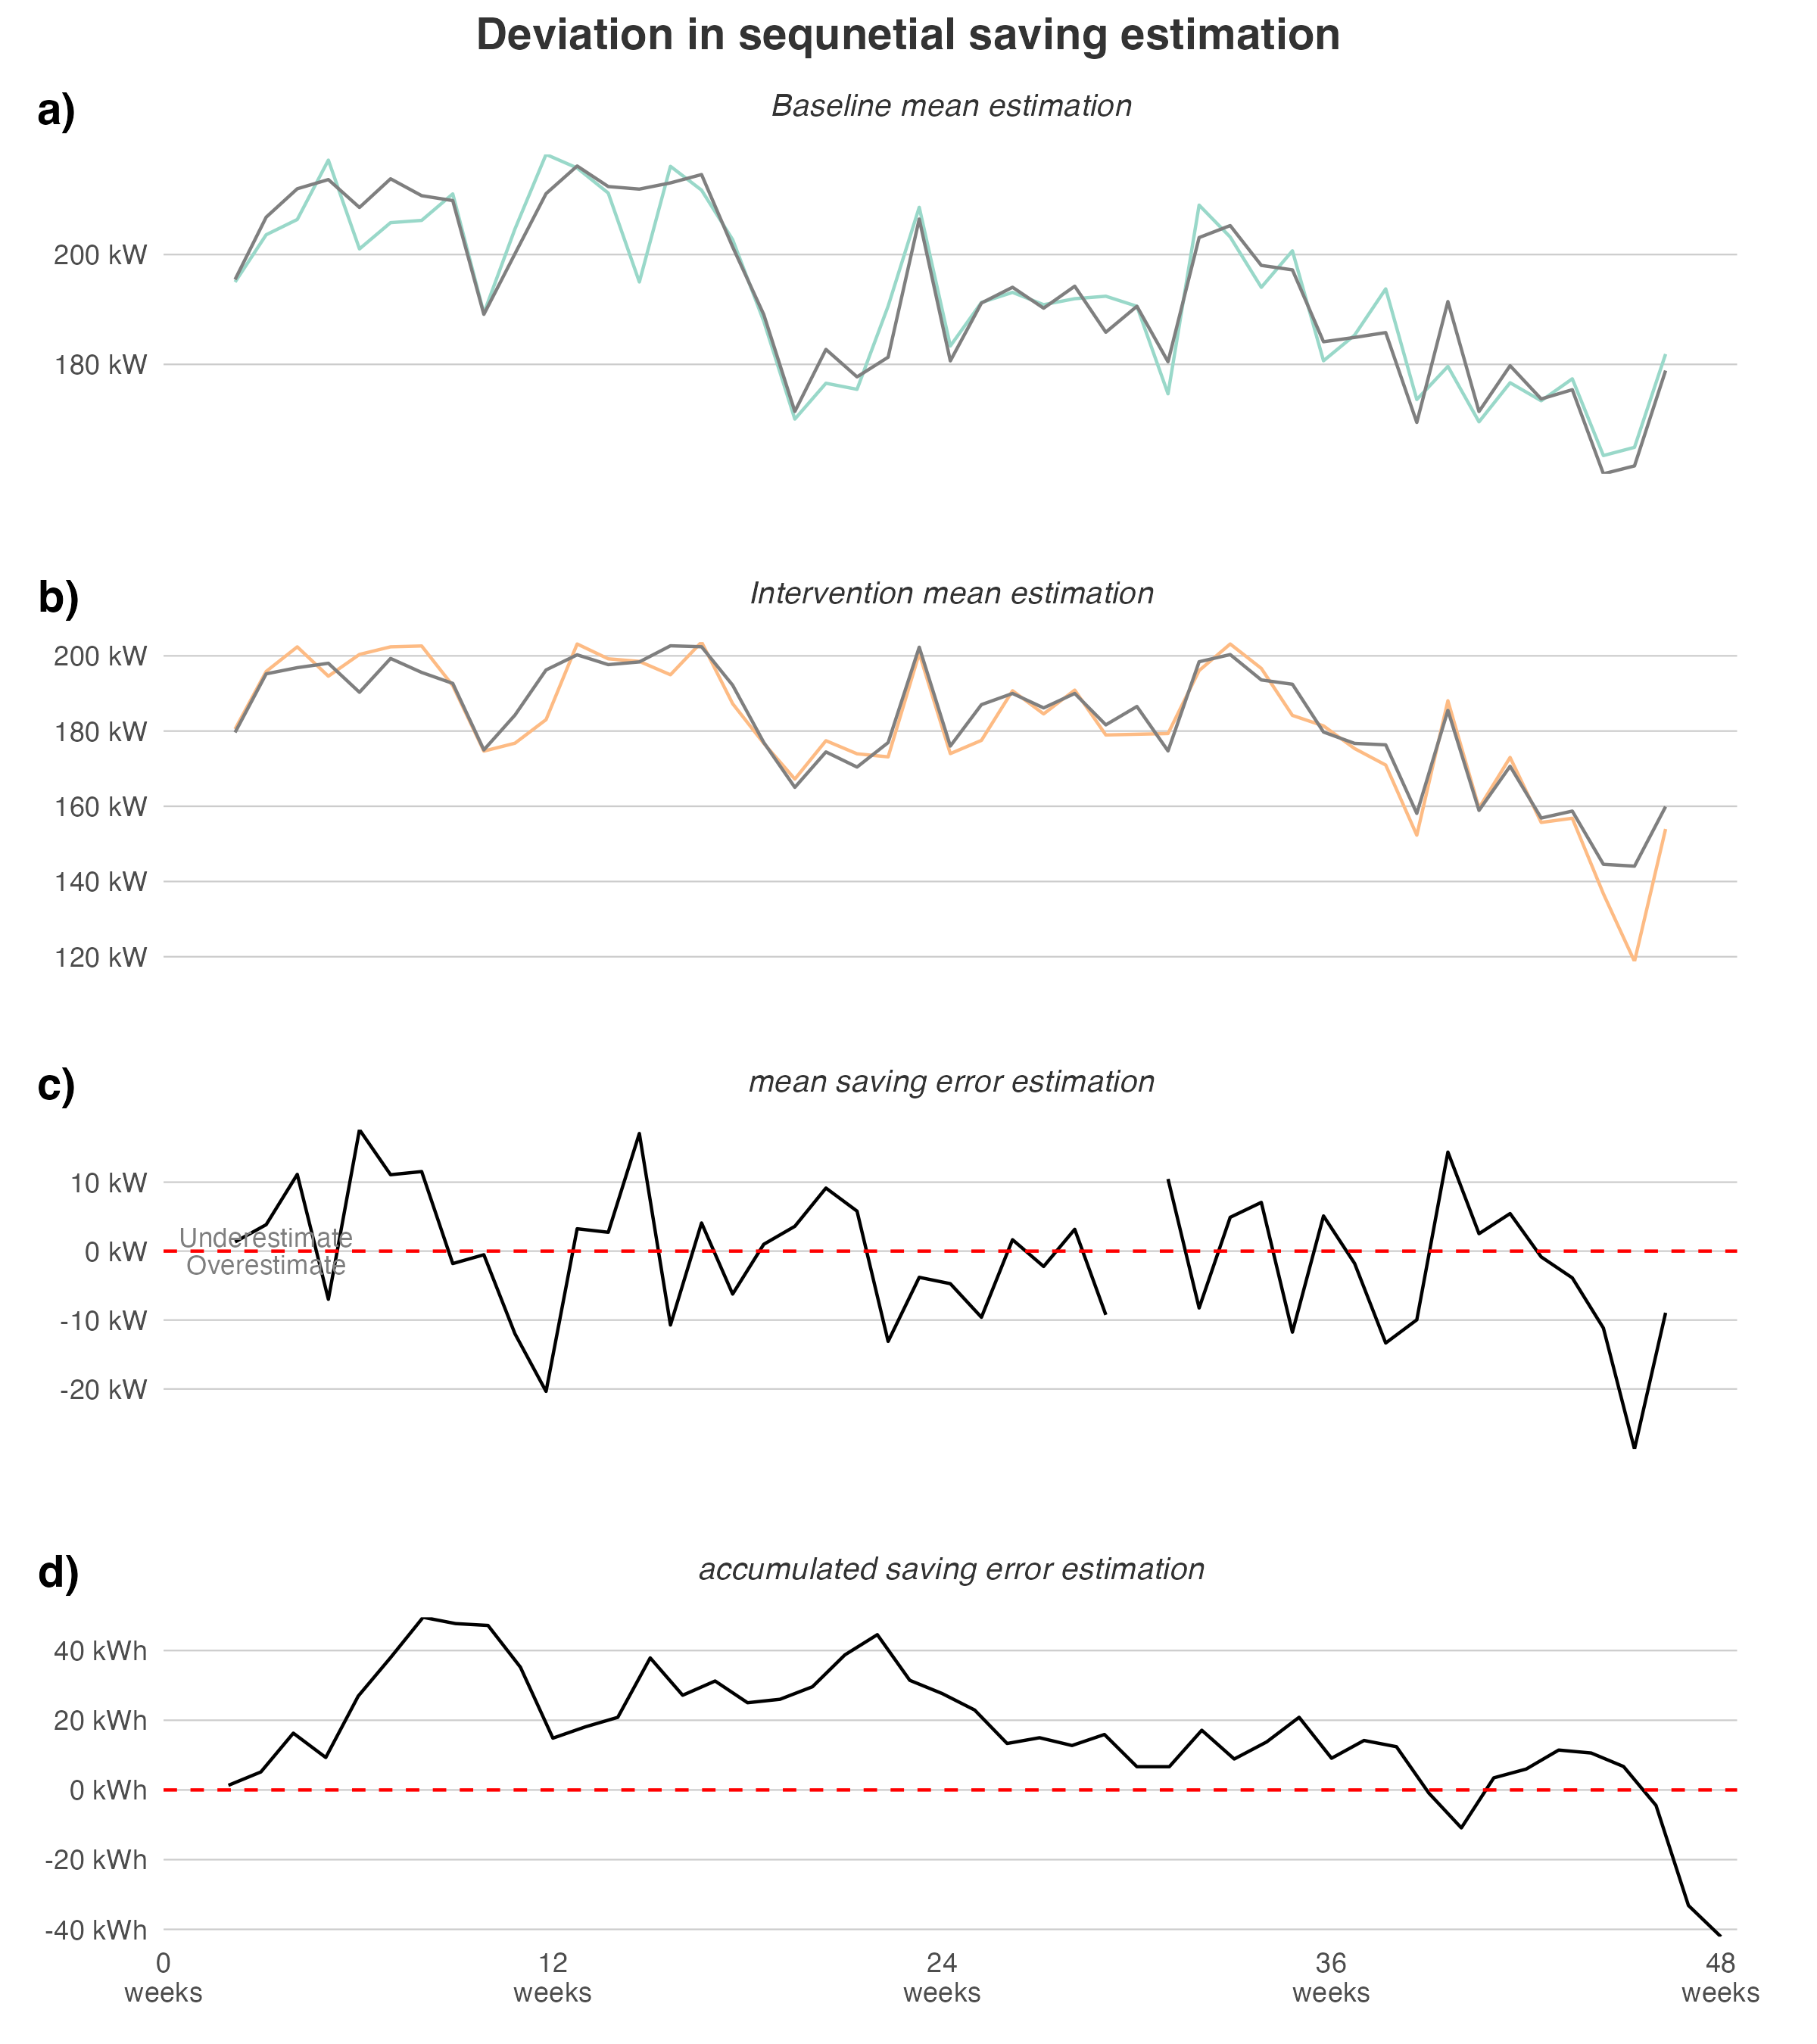 Deviation in sequnetial saving estimation
a)
Baseline mean estimation
200 kW
180 kW
b)
Intervention mean estimation
200 kW
180 kW
160 kW
140 kW
120 kW
c)
mean saving error estimation
10 kW
Underestimate
0 kW
Overestimate
-10 kW
-20 kW
d)
accumulated saving error estimation
40 kWh
20 kWh
0 kWh
-20 kWh
-40 kWh
0 12 24 36 48
weeks weeks weeks weeks weeks